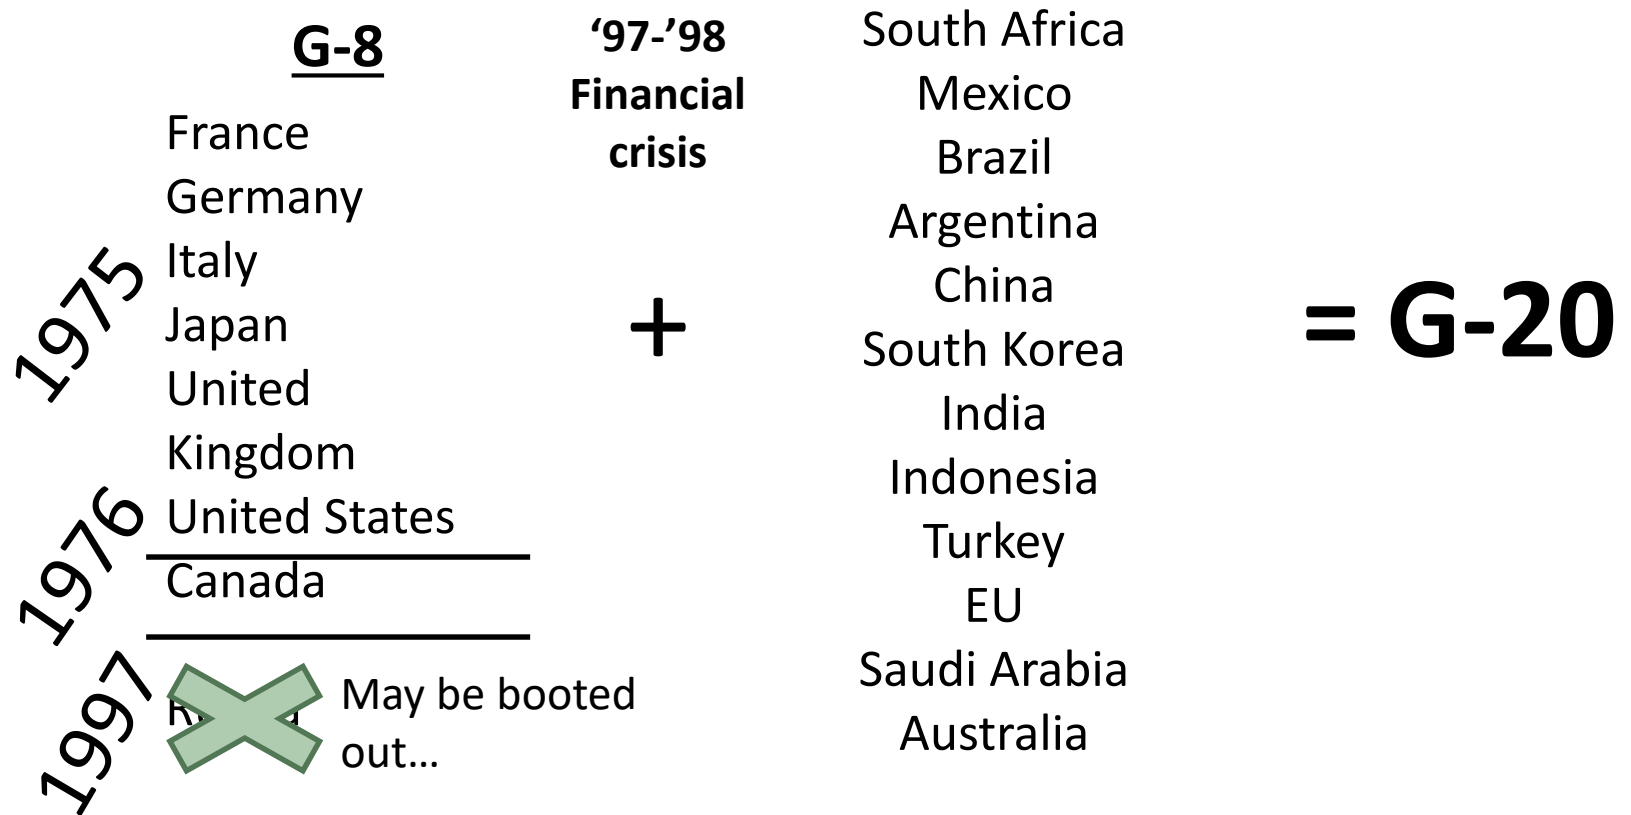 G-8
1975
France
Germany
Italy
Japan
United
Kingdom
United States
1976
Canada
1997
May be booted
out...
‘97-’98
Financial
crisis
+
South Africa
Mexico
Brazil
Argentina
China
South Korea
India
Indonesia
Turkey
EU
Saudi Arabia
Australia
= G-20